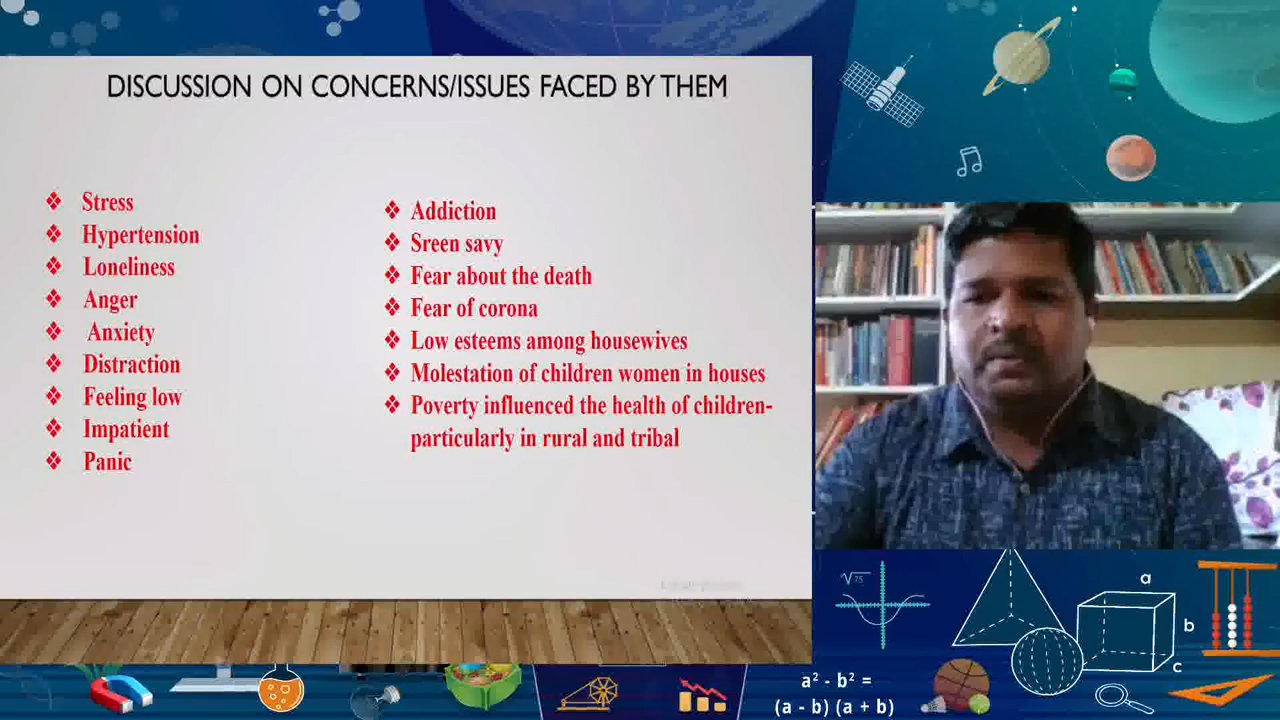 DISCUSSION ON CONCERNS/ISSUES FACED BY THEM
❖ Stress
❖ Hypertension
❖ Loneliness
❖ Anger
❖ Anxiety
❖ Distraction
❖ Feeling low
❖ Impatient
❖ Panic
❖ Addiction
❖ Sreen savy
❖ Fear about the death
❖ Fear of corona
❖ Low esteems among housewives
❖ Molestation of children women in houses
❖ Poverty influenced the health of children-
particularly in rural and tribal
√75
a
b
c
a² - b² =
(a - b) (a + b)